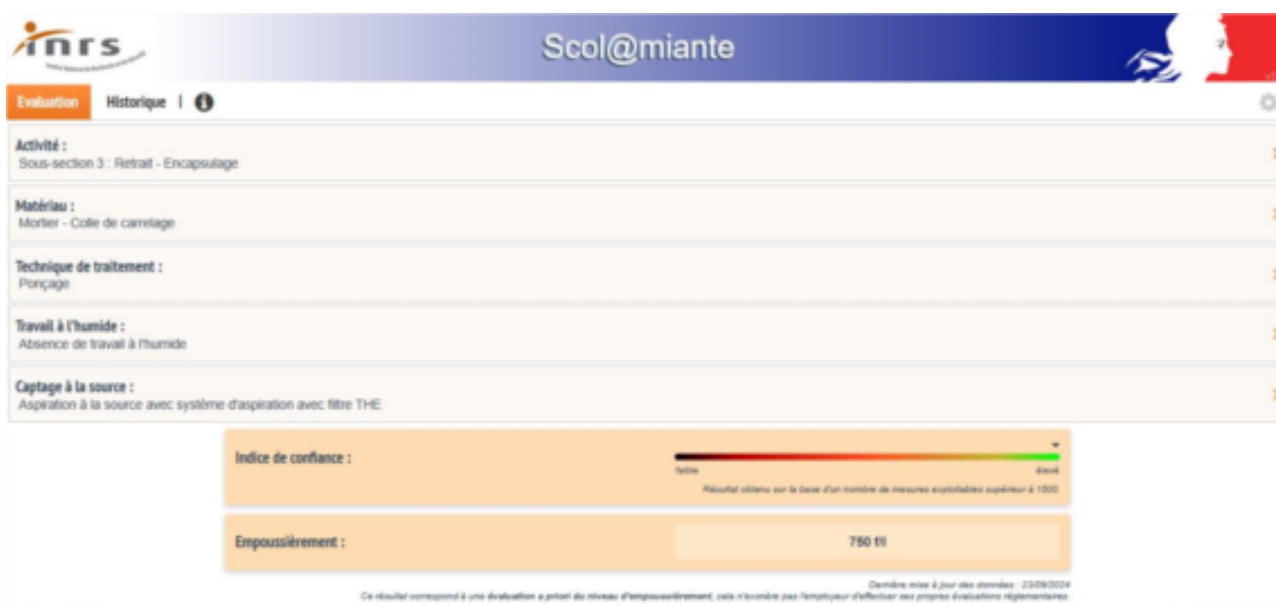 inrs
Scol@miante
Evaluation Historique |
Activité :
Sous-section 3 : Retrait - Encapsulage
Matériau :
Mortier - Colle de carrelage
Technique de traitement :
Ponçage
Travail à l'humide :
Absence de travail à l'humide
Captage à la source :
Aspiration à la source avec système d'aspiration avec filtre THE
Indice de confiance :
faible élevé
Résultat obtenu sur la base d'un nombre de mesures exploitables supérieur à 1500.
Empoussièrement :
750 f/l
Dernière mise à jour des données : 23/09/2024
Ce résultat correspond à une évaluation a priori du niveau d'empoussièrement, cela n'exonère pas l'employeur d'effectuer ses propres évaluations réglementaires.